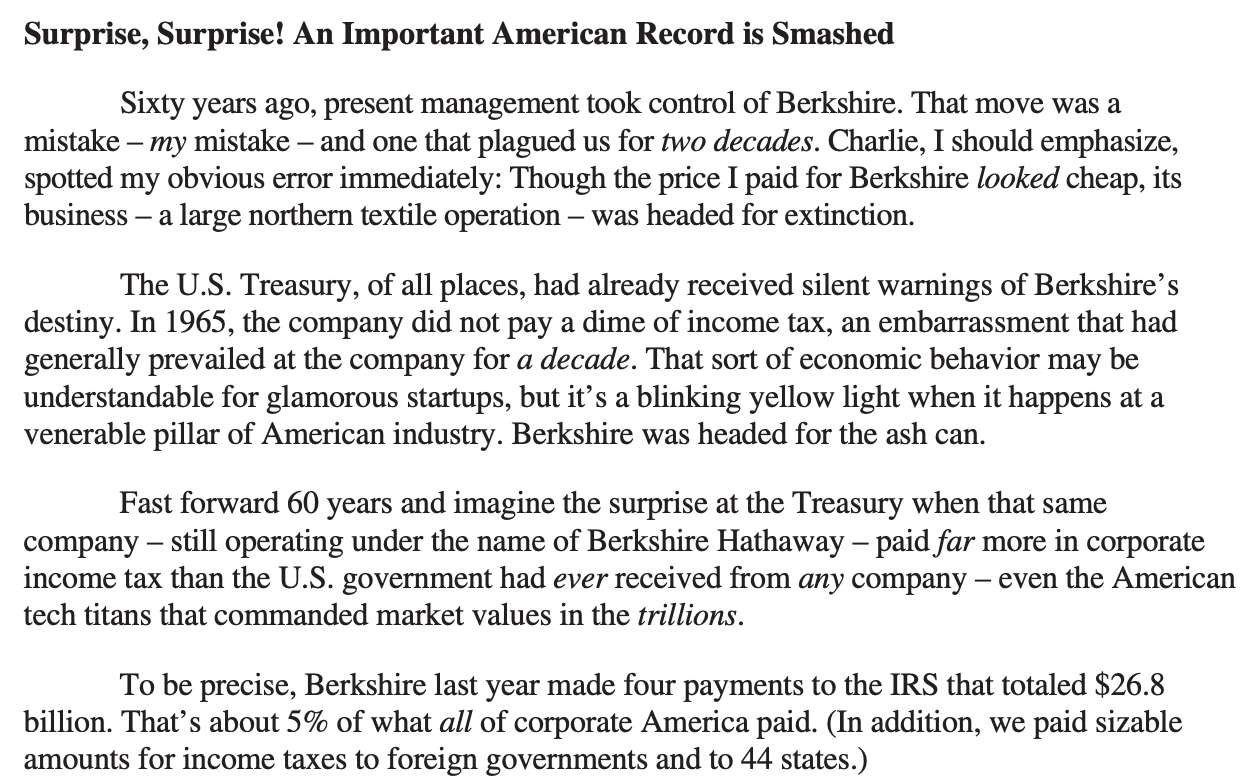 Surprise, Surprise! An Important American Record is Smashed
Sixty years ago, present management took control of Berkshire. That move was a
mistake – my mistake – and one that plagued us for two decades. Charlie, I should emphasize,
spotted my obvious error immediately: Though the price I paid for Berkshire looked cheap, its
business – a large northern textile operation – was headed for extinction.
The U.S. Treasury, of all places, had already received silent warnings of Berkshire’s
destiny. In 1965, the company did not pay a dime of income tax, an embarrassment that had
generally prevailed at the company for a decade. That sort of economic behavior may be
understandable for glamorous startups, but it’s a blinking yellow light when it happens at a
venerable pillar of American industry. Berkshire was headed for the ash can.
Fast forward 60 years and imagine the surprise at the Treasury when that same
company – still operating under the name of Berkshire Hathaway – paid far more in corporate
income tax than the U.S. government had ever received from any company – even the American
tech titans that commanded market values in the trillions.
To be precise, Berkshire last year made four payments to the IRS that totaled $26.8
billion. That’s about 5% of what all of corporate America paid. (In addition, we paid sizable
amounts for income taxes to foreign governments and to 44 states.)